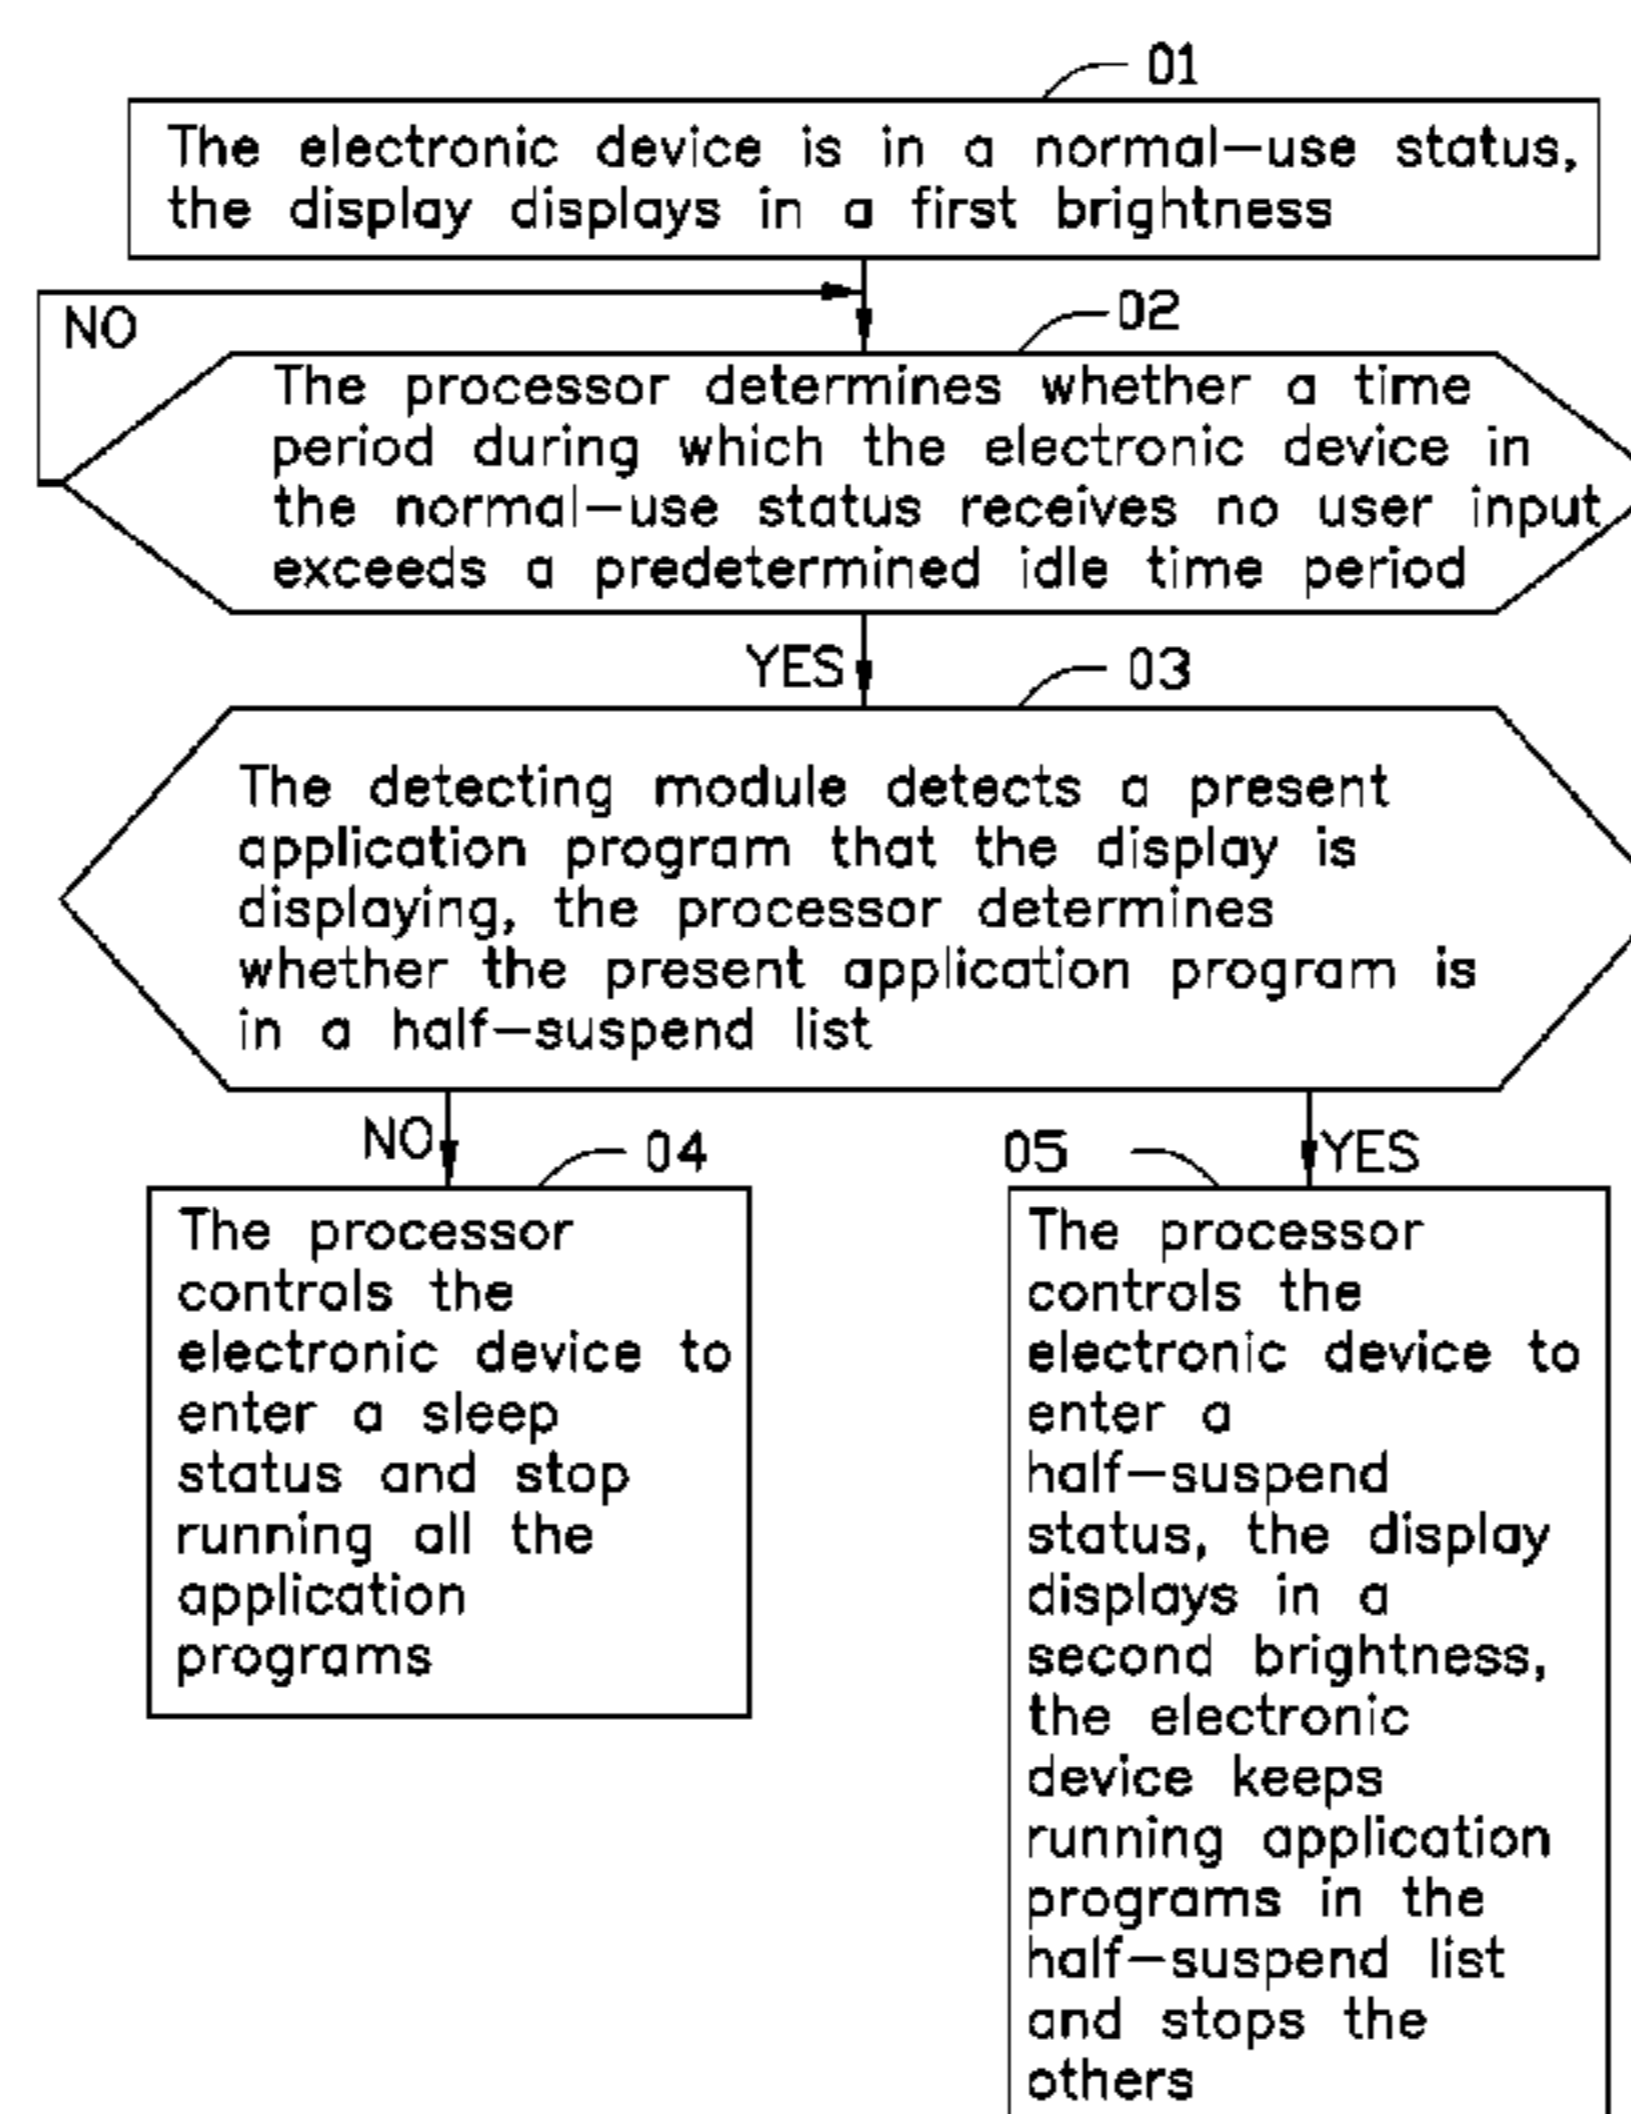 01
The electronic device is in a normal-use status,
the display displays in a first brightness
NO
02
The processor determines whether a time
period during which the electronic device in
the normal-use status receives no user input
exceeds a predetermined idle time period
YES
03
The detecting module detects a present
application program that the display is
displaying, the processor determines
whether the present application program is
in a half-suspend list
NO
04
The processor
controls the
electronic device to
enter a sleep
status and stop
running all the
application
programs
05
YES
The processor
controls the
electronic device to
enter a
half-suspend
status, the display
displays in a
second brightness,
the electronic
device keeps
running application
programs in the
half-suspend list
and stops the
others